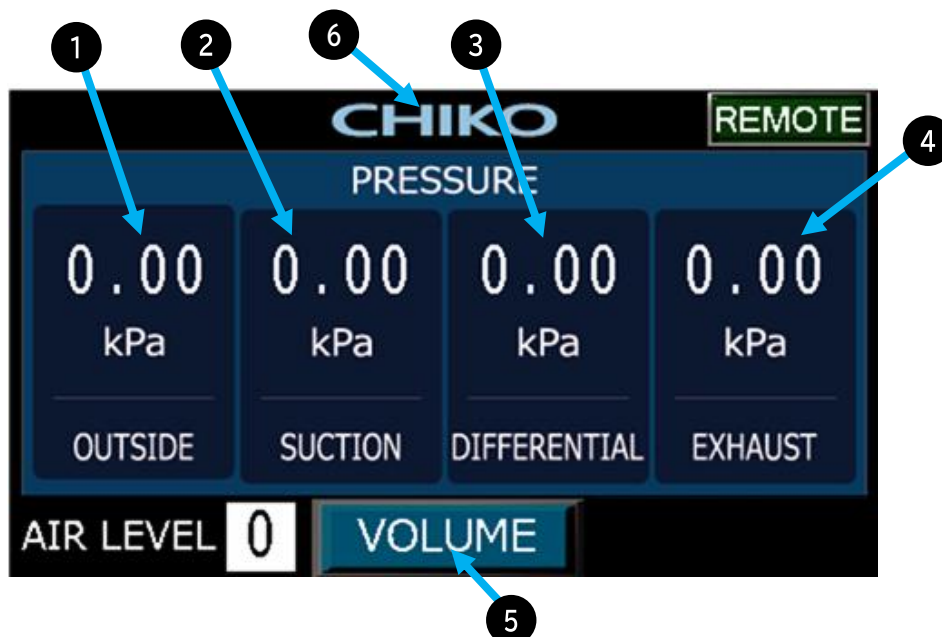 1 2 6 3
CHIKO REMOTE
4
PRESSURE
0.00 0.00 0.00 0.00
kPa kPa kPa kPa
OUTSIDE SUCTION DIFFERENTIAL EXHAUST
AIR LEVEL 0 VOLUME
5